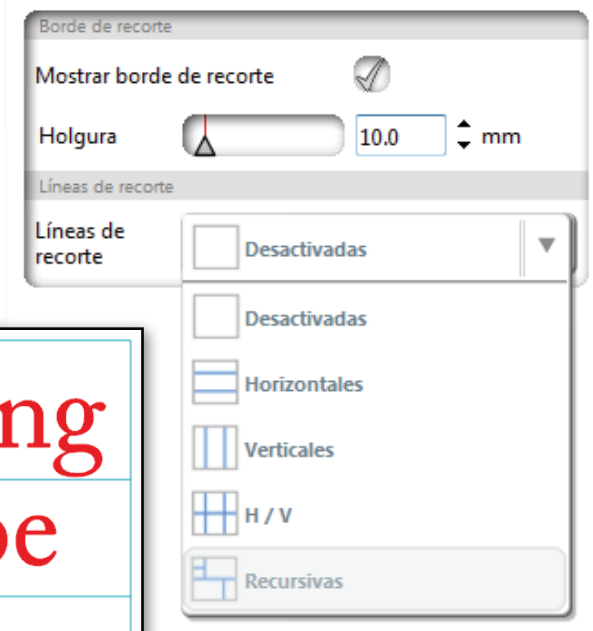 Borde de recorte
Mostrar borde de recorte
Holgura 10.0 mm
Líneas de recorte
Líneas de
recorte
Desactivadas
Desactivadas
Horizontales
Verticales
H / V
Recursivas
ng
oe